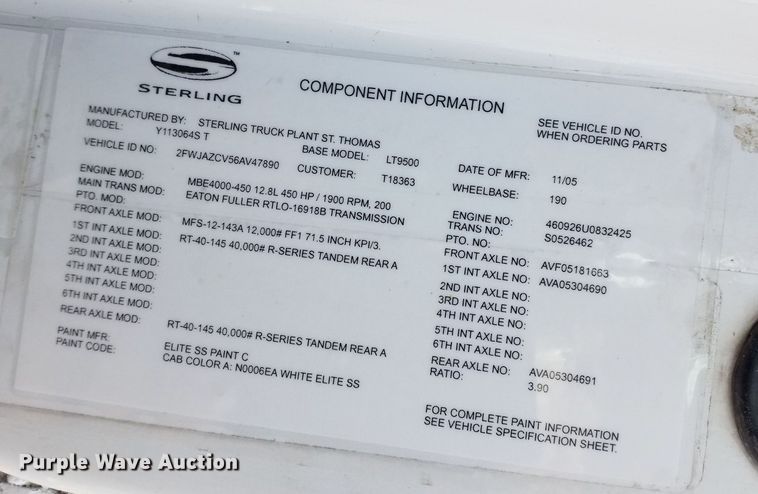 ™
STERLING
COMPONENT INFORMATION
SEE VEHICLE ID NO.
WHEN ORDERING PARTS
MANUFACTURED BY: STERLING TRUCK PLANT ST. THOMAS
MODEL: Y113064S T BASE MODEL: LT9500 DATE OF MFR: 11/05
VEHICLE ID NO: 2FWJAZCV56AV47890 CUSTOMER: T18363 WHEELBASE: 190
ENGINE MOD: MBE4000-450 12.8L 450 HP / 1900 RPM, 200 ENGINE NO: 460926U0832425
MAIN TRANS MOD: EATON FULLER RTLO-16918B TRANSMISSION TRANS NO: S0526462
PTO. MOD: PTO. NO:
FRONT AXLE MOD: MFS-12-143A 12,000# FF1 71.5 INCH KPI/3. FRONT AXLE NO: AVF05181663
1ST INT AXLE MOD: RT-40-145 40,000# R-SERIES TANDEM REAR A 1ST INT AXLE NO: AVA05304690
2ND INT AXLE MOD: 2ND INT AXLE NO:
3RD INT AXLE MOD: 3RD INT AXLE NO:
4TH INT AXLE MOD: 4TH INT AXLE NO:
5TH INT AXLE MOD: 5TH INT AXLE NO:
6TH INT AXLE MOD: 6TH INT AXLE NO:
REAR AXLE MOD: RT-40-145 40,000# R-SERIES TANDEM REAR A REAR AXLE NO: AVA05304691
RATIO: 3.90
PAINT MFR: ELITE SS PAINT C
PAINT CODE: CAB COLOR A: N0006EA WHITE ELITE SS
FOR COMPLETE PAINT INFORMATION
SEE VEHICLE SPECIFICATION SHEET.
Purple Wave Auction